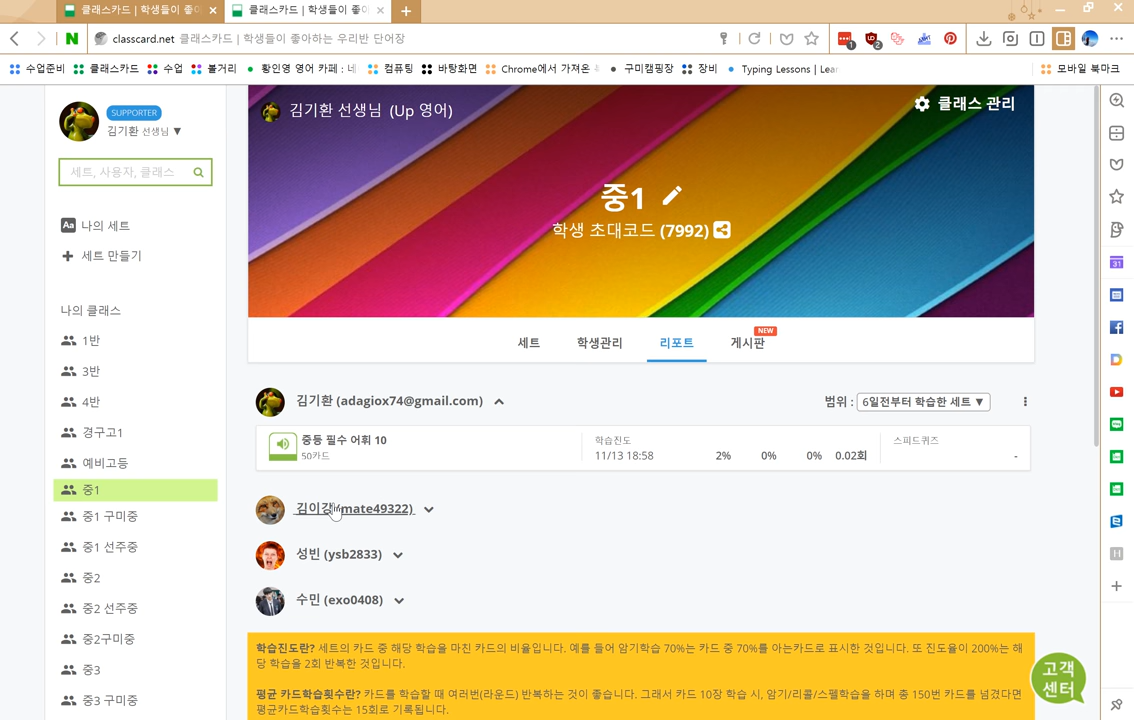 클래스카드 | 학생들이 좋아
클래스카드 | 학생들이 좋아
classcard.net 클래스카드 | 학생들이 좋아하는 우리반 단어장
수업준비 클래스카드 수업 볼거리 황인영 영어 카페 : 네 컴퓨팅 바탕화면 Chrome에서 가져온 구미캠핑장 장비 Typing Lessons | Lear 모바일 북마크
SUPPORTER
김기환 선생님 ▼
세트, 사용자, 클래스
Aa 나의 세트
세트 만들기
나의 클래스
1반
3반
4반
경구고1
예비고등
중1
중1 구미중
중1 선주중
중2
중2 선주중
중2구미중
중3
중3 구미중
김기환 선생님 (Up 영어)
클래스 관리
중1
학생 초대코드 (7992)
세트 학생관리 리포트 게시판 NEW
김기환 (adagiox74@gmail.com)
범위 : 6일전부터 학습한 세트 ▼
중등 필수 어휘 10
50카드
학습진도
11/13 18:58 2% 0% 0% 0.02회
스피드퀴즈
-
mate49322)
성빈 (ysb2833)
수민 (exo0408)
학습진도란? 세트의 카드 중 해당 학습을 마친 카드의 비율입니다. 예를 들어 암기학습 70%는 카드 중 70%를 아는카드로 표시한 것입니다. 또 진도율이 200%는 해
당 학습을 2회 반복한 것입니다.
평균 카드학습횟수란? 카드를 학습할 때 여러번(라운드) 반복하는 것이 좋습니다. 그래서 카드 10장 학습 시, 암기/리콜/스펠학습을 하며 총 150번 카드를 넘겼다면
평균카드학습횟수는 15회로 기록됩니다.
고객
센터
31